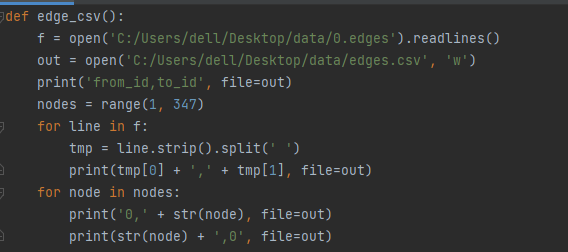 def edge_csv():
    f = open('C:/Users/dell/Desktop/data/0.edges').readlines()
    out = open('C:/Users/dell/Desktop/data/edges.csv', 'w')
    print('from_id,to_id', file=out)
    nodes = range(1, 347)
    for line in f:
        tmp = line.strip().split(' ')
        print(tmp[0] + ',' + tmp[1], file=out)
    for node in nodes:
        print('0,' + str(node), file=out)
        print(str(node) + ',0', file=out)